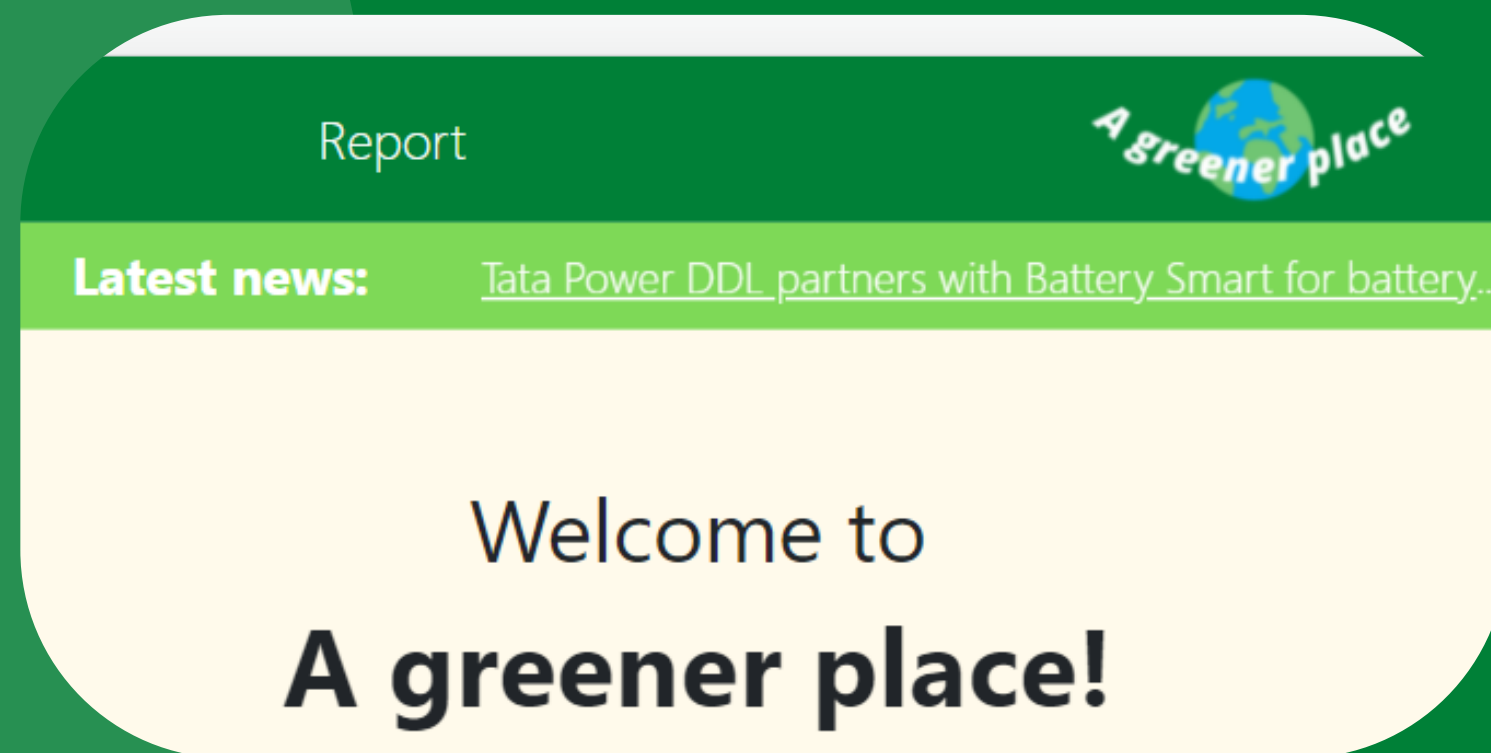 Report
A greener place
Latest news:
Tata Power DDL partners with Battery Smart for battery...
Welcome to
A greener place!